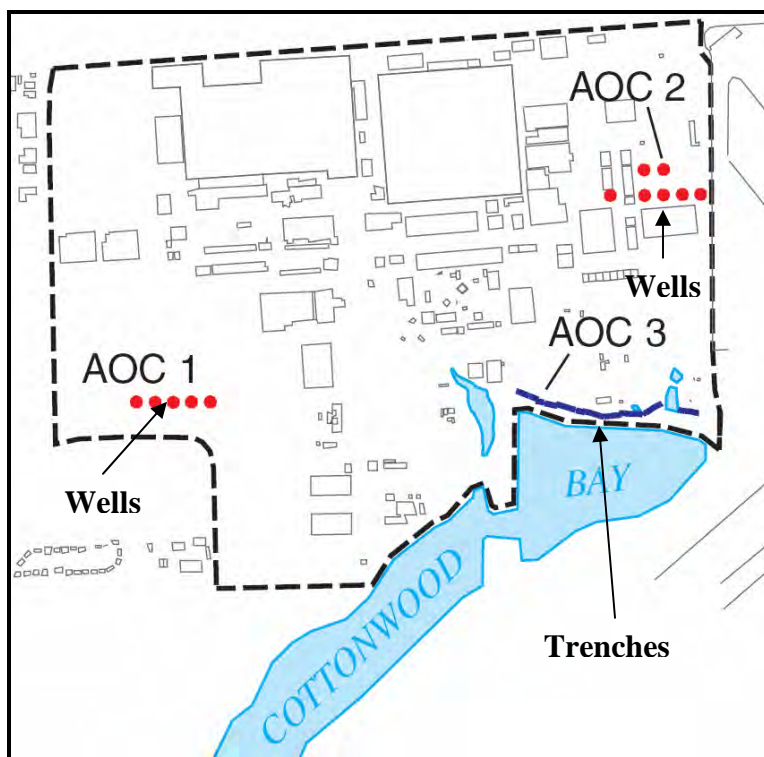 AOC 2
Wells
AOC 3
AOC 1
Wells
BAY
COTTONWOOD
Trenches